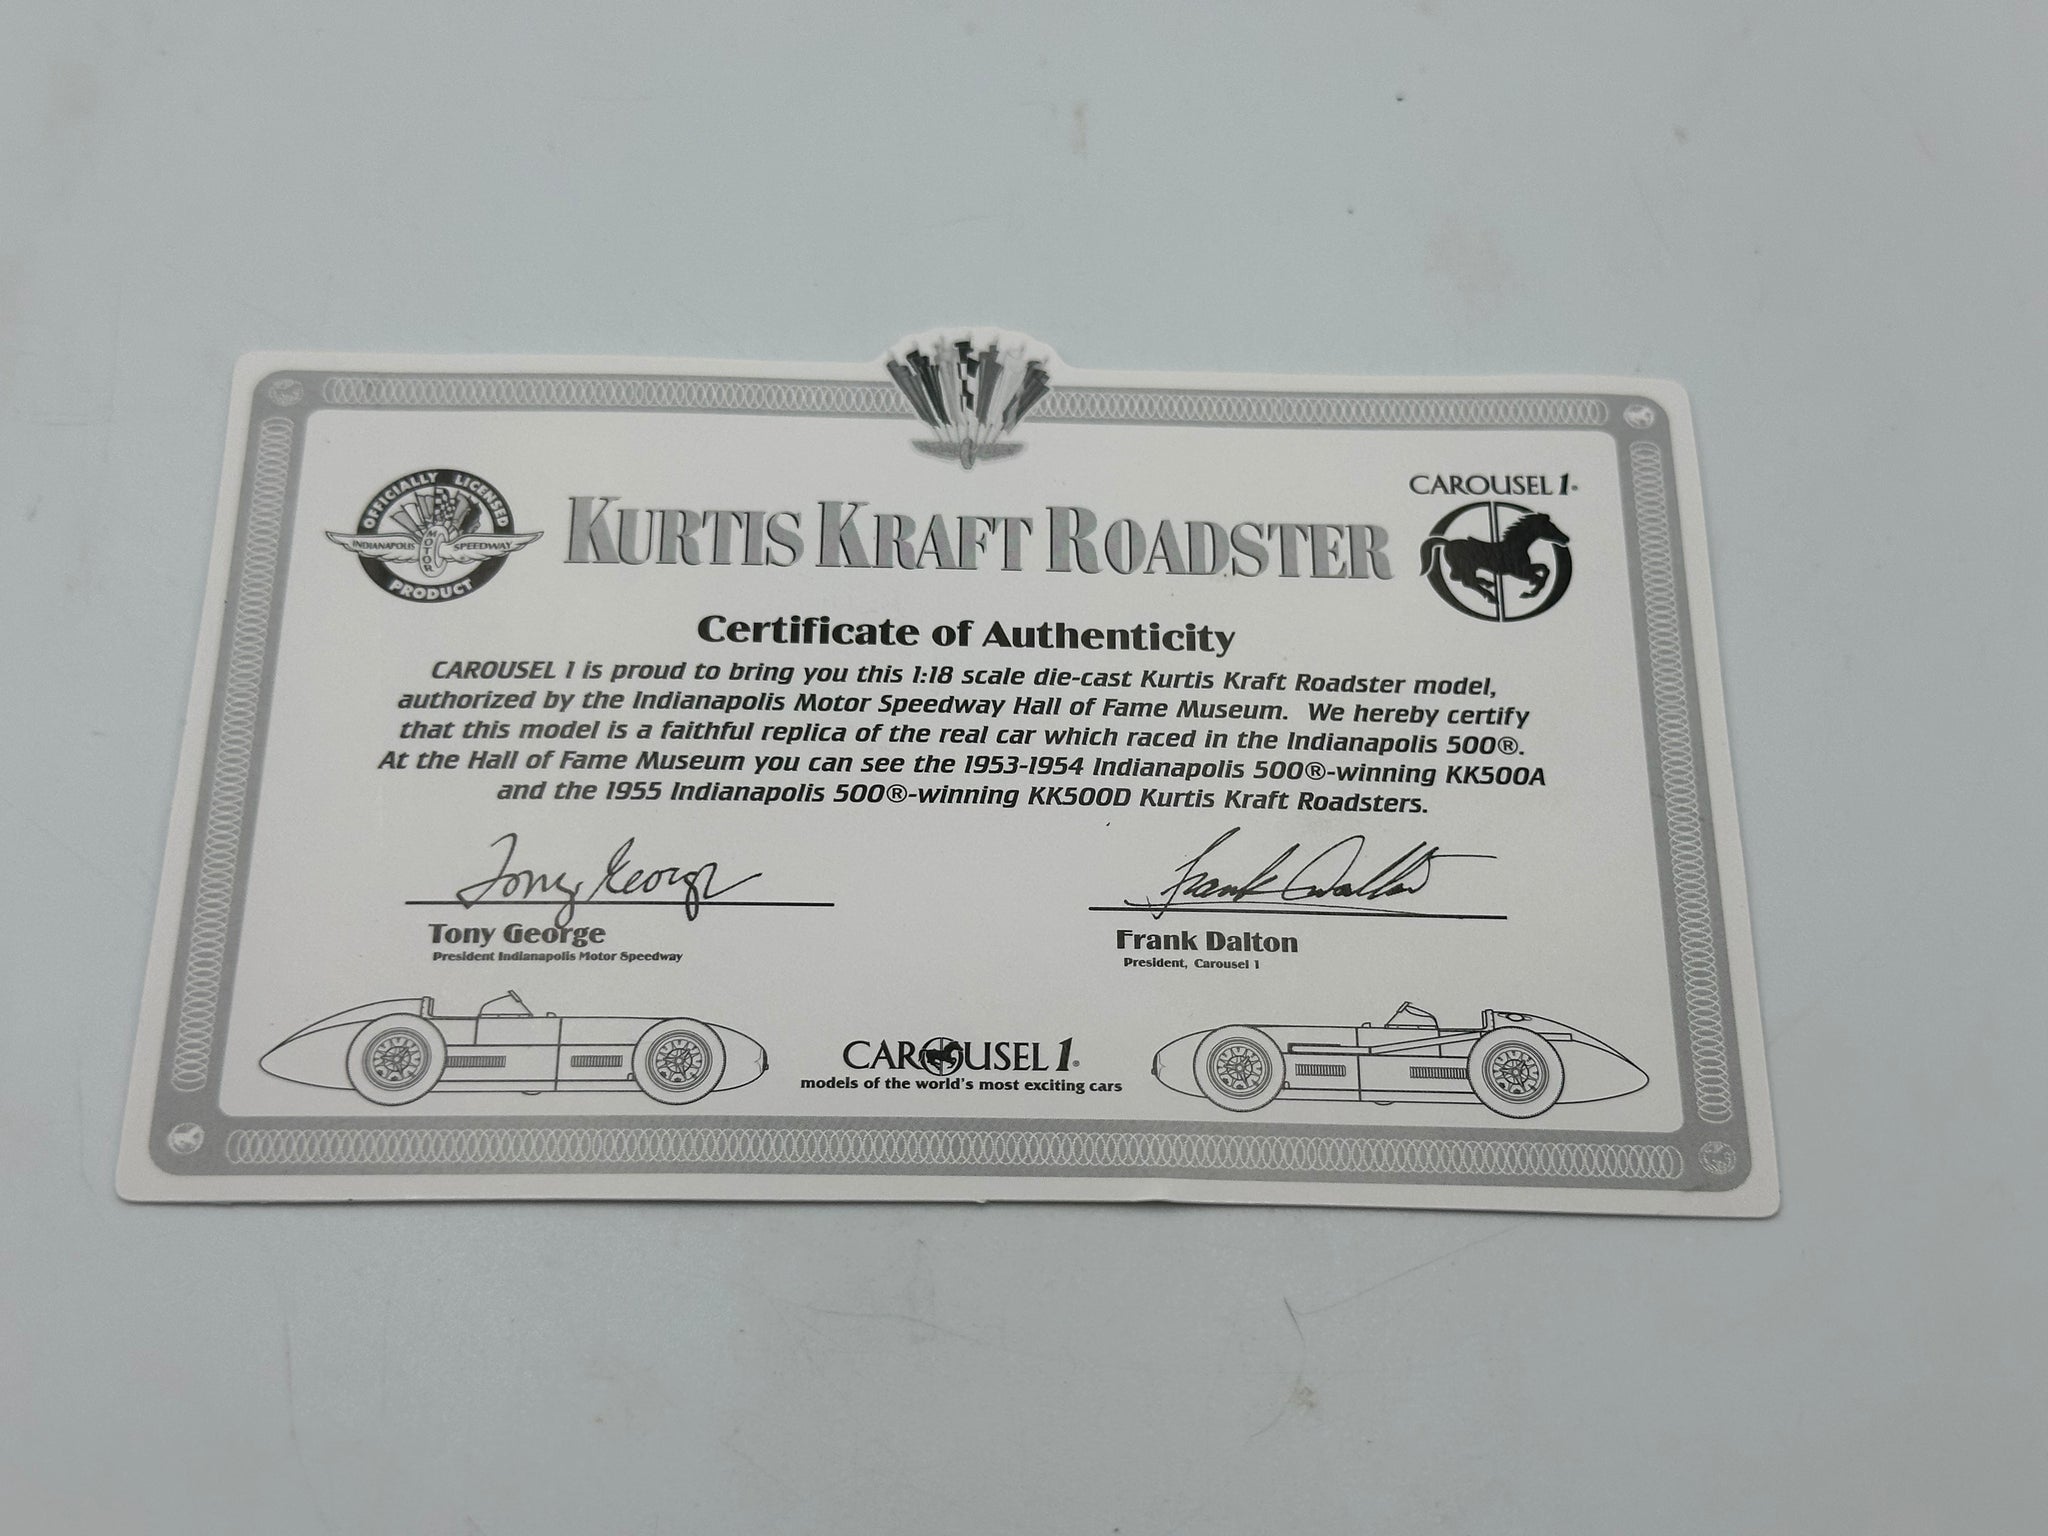 OFFICIALLY LICENSED
INDIANAPOLIS MOTOR SPEEDWAY
PRODUCT
KURTIS KRAFT ROADSTER
CAROUSEL 1®
Certificate of Authenticity
CAROUSEL 1 is proud to bring you this 1:18 scale die-cast Kurtis Kraft Roadster model,
authorized by the Indianapolis Motor Speedway Hall of Fame Museum. We hereby certify
that this model is a faithful replica of the real car which raced in the Indianapolis 500®.
At the Hall of Fame Museum you can see the 1953-1954 Indianapolis 500®-winning KK500A
and the 1955 Indianapolis 500®-winning KK500D Kurtis Kraft Roadsters.
Tony George
Frank Dalton
Tony George
President Indianapolis Motor Speedway
Frank Dalton
President, Carousel 1
CAROUSEL 1®
models of the world's most exciting cars